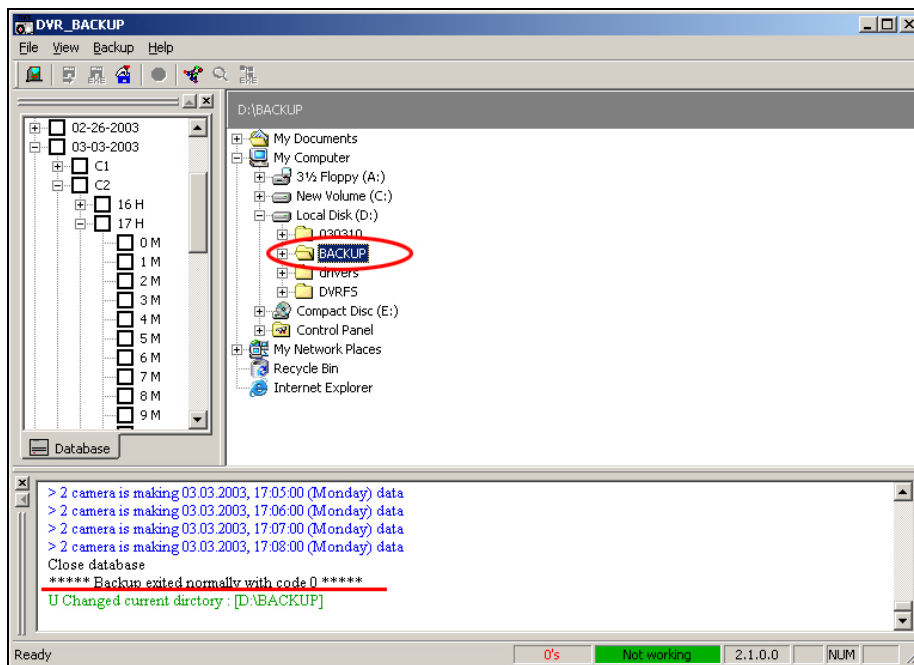 DVR_BACKUP
File View Backup Help
EXE EXE
D:\BACKUP
02-26-2003
03-03-2003
C1
C2
16 H
17 H
0 M
1 M
2 M
3 M
4 M
5 M
6 M
7 M
8 M
9 M
Database
My Documents
My Computer
3½ Floppy (A:)
New Volume (C:)
Local Disk (D:)
030310
BACKUP
drivers
DVRFS
Compact Disc (E:)
Control Panel
My Network Places
Recycle Bin
Internet Explorer
> 2 camera is making 03.03.2003, 17:05:00 (Monday) data
> 2 camera is making 03.03.2003, 17:06:00 (Monday) data
> 2 camera is making 03.03.2003, 17:07:00 (Monday) data
> 2 camera is making 03.03.2003, 17:08:00 (Monday) data
Close database
***** Backup exited normally with code 0 *****
U Changed current dirctory : [D:\BACKUP]
Ready 0's Not working 2.1.0.0 NUM